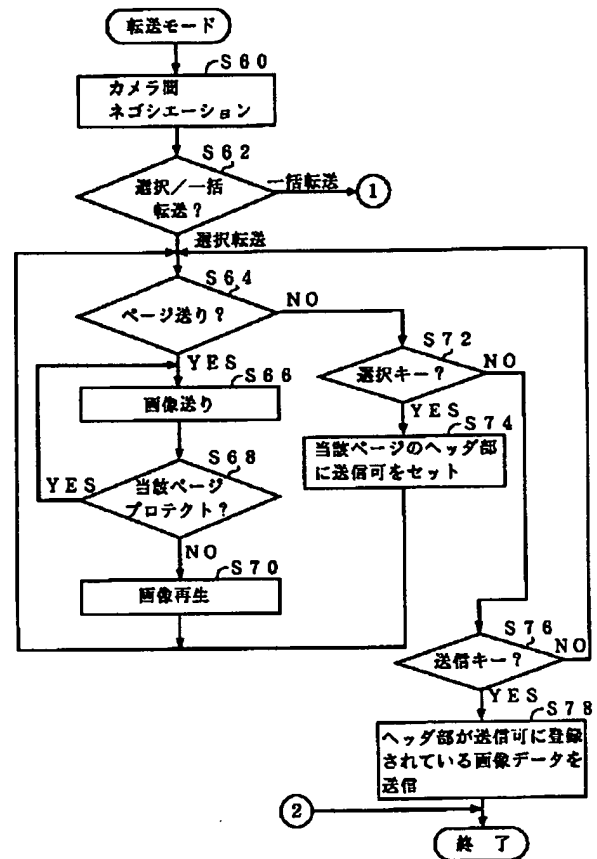 転送モード
S60
カメラ間
ネゴシエーション
S62
選択/一括
転送?
一括転送
1
選択転送
S64
ページ送り?
NO
YES
S66
画像送り
S68
当該ページ
プロテクト?
YES
NO
S70
画像再生
S72
選択キー?
NO
YES
S74
当該ページのヘッダ部
に送信可をセット
S76
送信キー?
NO
YES
S78
ヘッダ部が送信可に登録
されている画像データを
送信
2
終 了